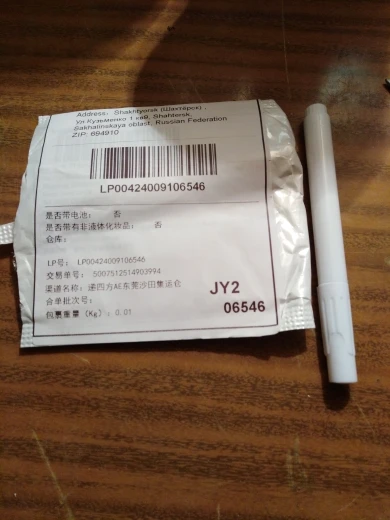 Address: Shakhtyorsk (Шахтёрск) ,
Ул Кузьменко 1 кв8, Shahtersk,
Sakhalinskaya oblast, Russian Federation
ZIP: 694910
LP00424009106546
是否带电池： 否
是否带有非液体化妆品： 否
仓库：
LP号： LP00424009106546
交易单号： 5007512514903994
渠道名称： 递四方AE东莞沙田集运仓
合单批次号：
包裹重量（Kg）： 0.01
JY2
06546